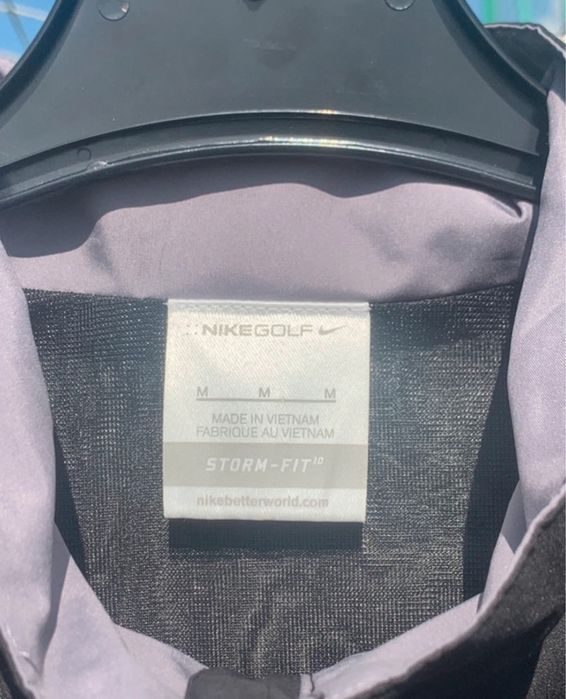 NIKEGOLF
M M M
MADE IN VIETNAM
FABRIQUE AU VIETNAM
STORM-FIT¹⁰
nikebetterworld.com